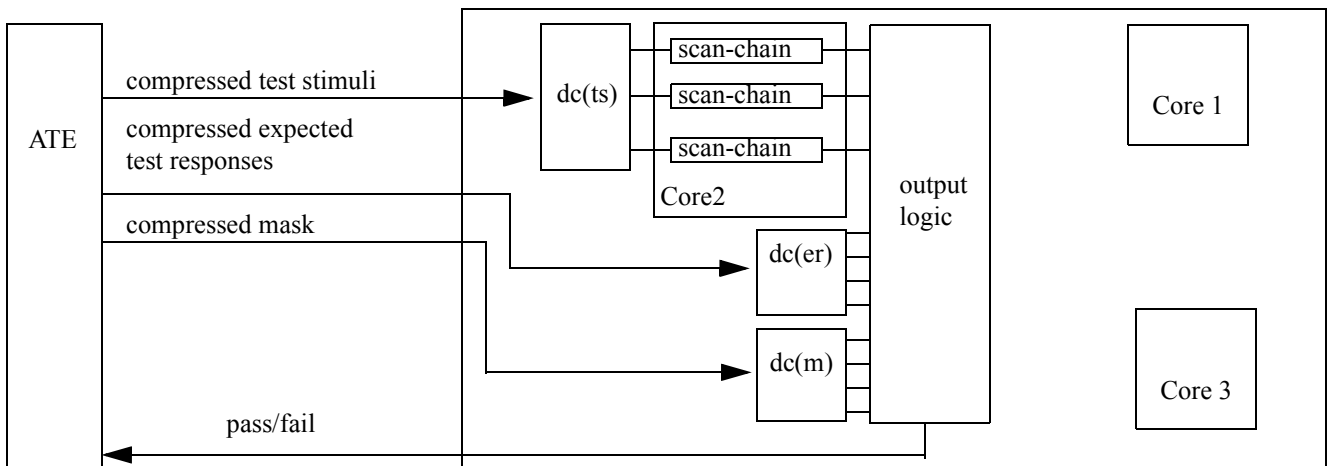 ATE
compressed test stimuli
compressed expected
test responses
compressed mask
pass/fail
dc(ts)
scan-chain
scan-chain
scan-chain
Core2
dc(er)
dc(m)
output
logic
Core 1
Core 3